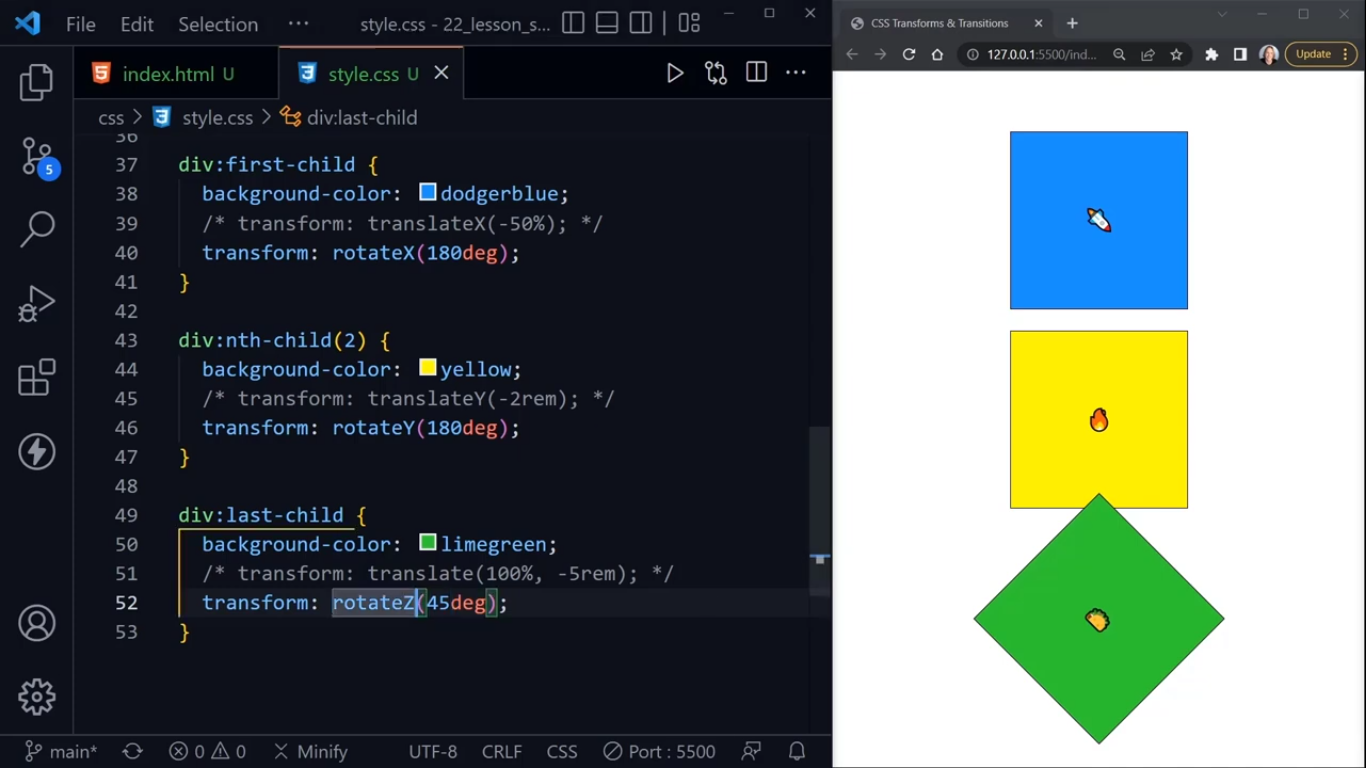 File Edit Selection ··· style.css - 22_lesson_s...
index.html U style.css U
css > style.css > div:last-child
36
37 div:first-child {
38 background-color: dodgerblue;
39 /* transform: translateX(-50%); */
40 transform: rotateX(180deg);
41 }
42
43 div:nth-child(2) {
44 background-color: yellow;
45 /* transform: translateY(-2rem); */
46 transform: rotateY(180deg);
47 }
48
49 div:last-child {
50 background-color: limegreen;
51 /* transform: translate(100%, -5rem); */
52 transform: rotateZ(45deg);
53 }
5
main* 0 0 Minify UTF-8 CRLF CSS Port : 5500
CSS Transforms & Transitions
127.0.0.1:5500/ind... Update